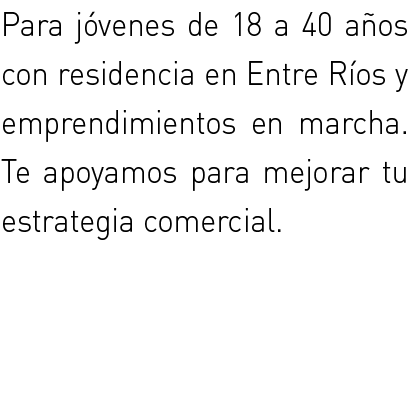 Para jóvenes de 18 a 40 años
con residencia en Entre Ríos y
emprendimientos en marcha.
Te apoyamos para mejorar tu
estrategia comercial.